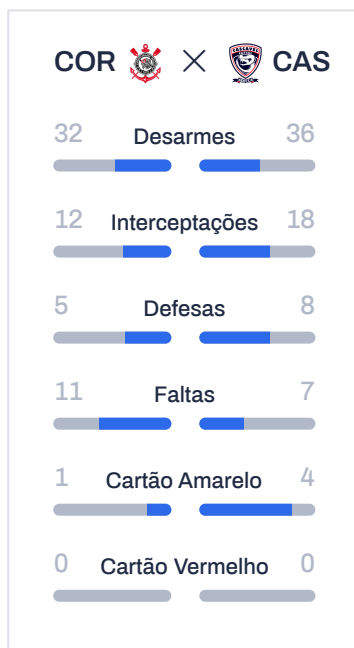 COR × CAS
32 Desarmes 36
12 Interceptações 18
5 Defesas 8
11 Faltas 7
1 Cartão Amarelo 4
0 Cartão Vermelho 0